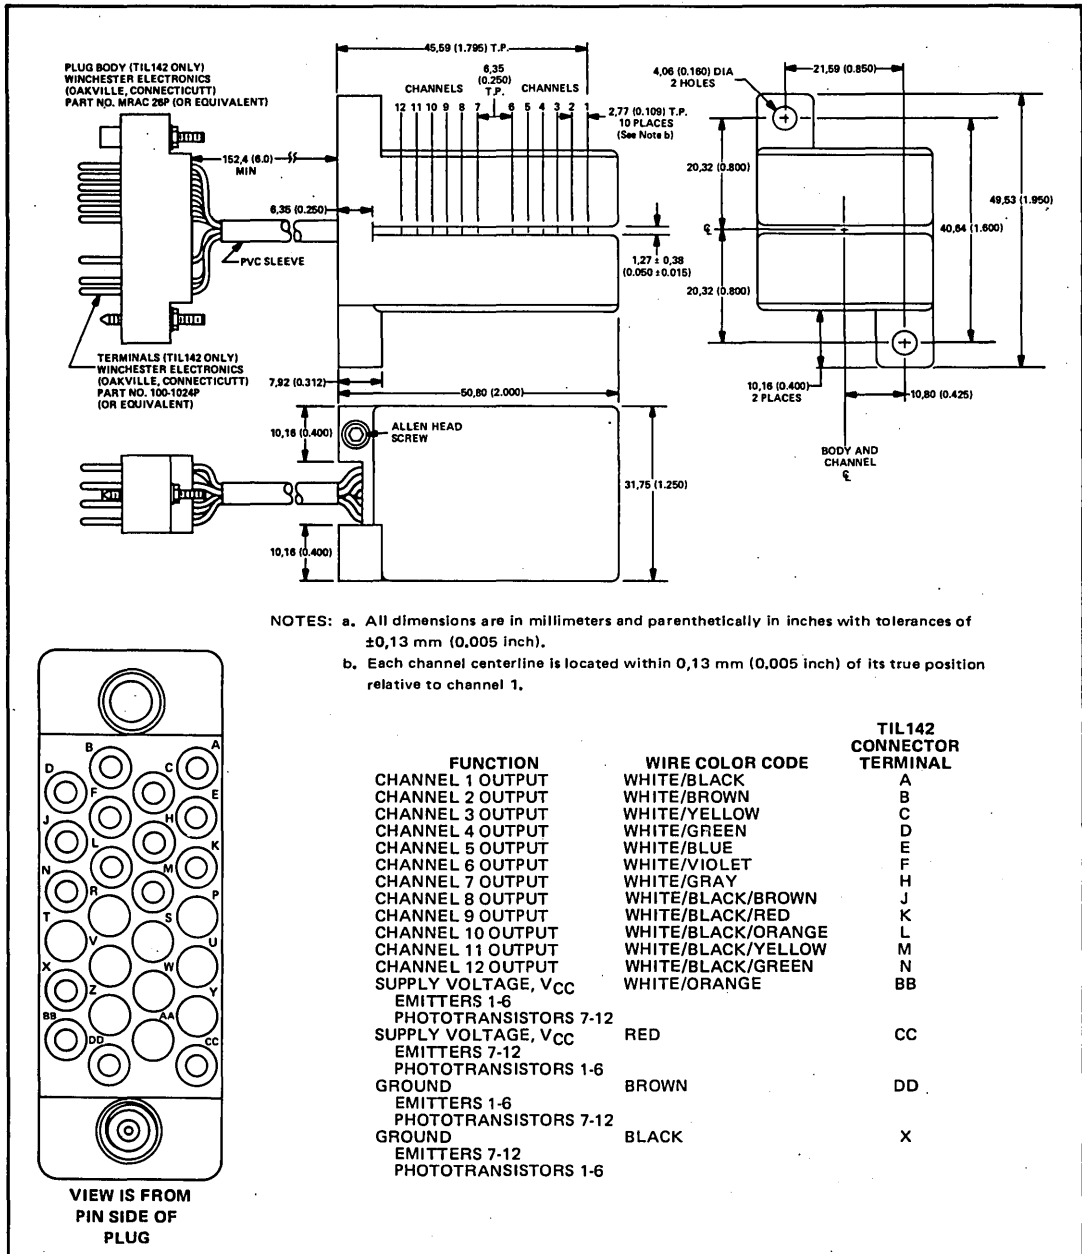 PLUG BODY (TIL142 ONLY)
WINCHESTER ELECTRONICS
(OAKVILLE, CONNECTICUTT)
PART NO. MRAC 26P (OR EQUIVALENT)
45,59 (1.795) T.P.
6,35
(0.250)
T.P.
CHANNELS
CHANNELS
12 11 10 9 8 7 6 5 4 3 2 1
2,77 (0.109) T.P.
10 PLACES
(See Note b)
4,06 (0.160) DIA
2 HOLES
21,59 (0.850)
152,4 (6.0)
MIN
6,35 (0.250)
PVC SLEEVE
20,32 (0.800)
49,53 (1.950)
40,64 (1.600)
℄
1,27 ± 0,38
(0.050 ± 0.015)
20,32 (0.800)
TERMINALS (TIL142 ONLY)
WINCHESTER ELECTRONICS
(OAKVILLE, CONNECTICUTT)
PART NO. 100-1024P
(OR EQUIVALENT)
7,92 (0.312)
50,80 (2.000)
10,16 (0.400)
2 PLACES
10,80 (0.425)
10,16 (0.400)
ALLEN HEAD
SCREW
BODY AND
CHANNEL
℄
31,75 (1.250)
10,16 (0.400)
NOTES: a. All dimensions are in millimeters and parenthetically in inches with tolerances of
±0,13 mm (0.005 inch).
b. Each channel centerline is located within 0,13 mm (0.005 inch) of its true position
relative to channel 1.
B A
D C
F E
J H
L K
N M
R P
T S
V U
X W
Z Y
BB AA
DD CC
VIEW IS FROM
PIN SIDE OF
PLUG
TIL142
CONNECTOR
FUNCTION WIRE COLOR CODE TERMINAL
CHANNEL 1 OUTPUT WHITE/BLACK A
CHANNEL 2 OUTPUT WHITE/BROWN B
CHANNEL 3 OUTPUT WHITE/YELLOW C
CHANNEL 4 OUTPUT WHITE/GREEN D
CHANNEL 5 OUTPUT WHITE/BLUE E
CHANNEL 6 OUTPUT WHITE/VIOLET F
CHANNEL 7 OUTPUT WHITE/GRAY H
CHANNEL 8 OUTPUT WHITE/BLACK/BROWN J
CHANNEL 9 OUTPUT WHITE/BLACK/RED K
CHANNEL 10 OUTPUT WHITE/BLACK/ORANGE L
CHANNEL 11 OUTPUT WHITE/BLACK/YELLOW M
CHANNEL 12 OUTPUT WHITE/BLACK/GREEN N
SUPPLY VOLTAGE, VCC WHITE/ORANGE BB
EMITTERS 1-6
PHOTOTRANSISTORS 7-12
SUPPLY VOLTAGE, VCC RED CC
EMITTERS 7-12
PHOTOTRANSISTORS 1-6
GROUND BROWN DD
EMITTERS 1-6
PHOTOTRANSISTORS 7-12
GROUND BLACK X
EMITTERS 7-12
PHOTOTRANSISTORS 1-6